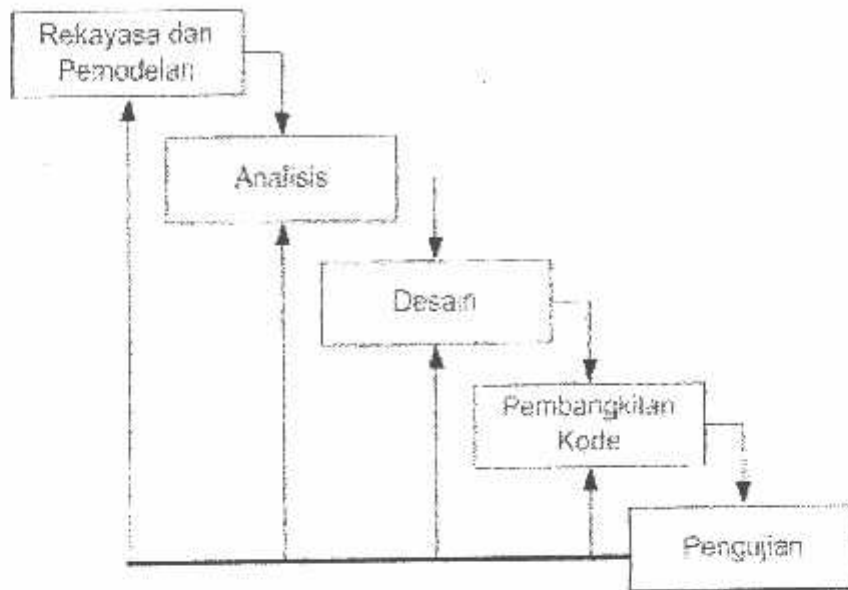 Rekayasa dan
Pemodelan
Analisis
Desain
Pembangkitan
Kode
Pengujian